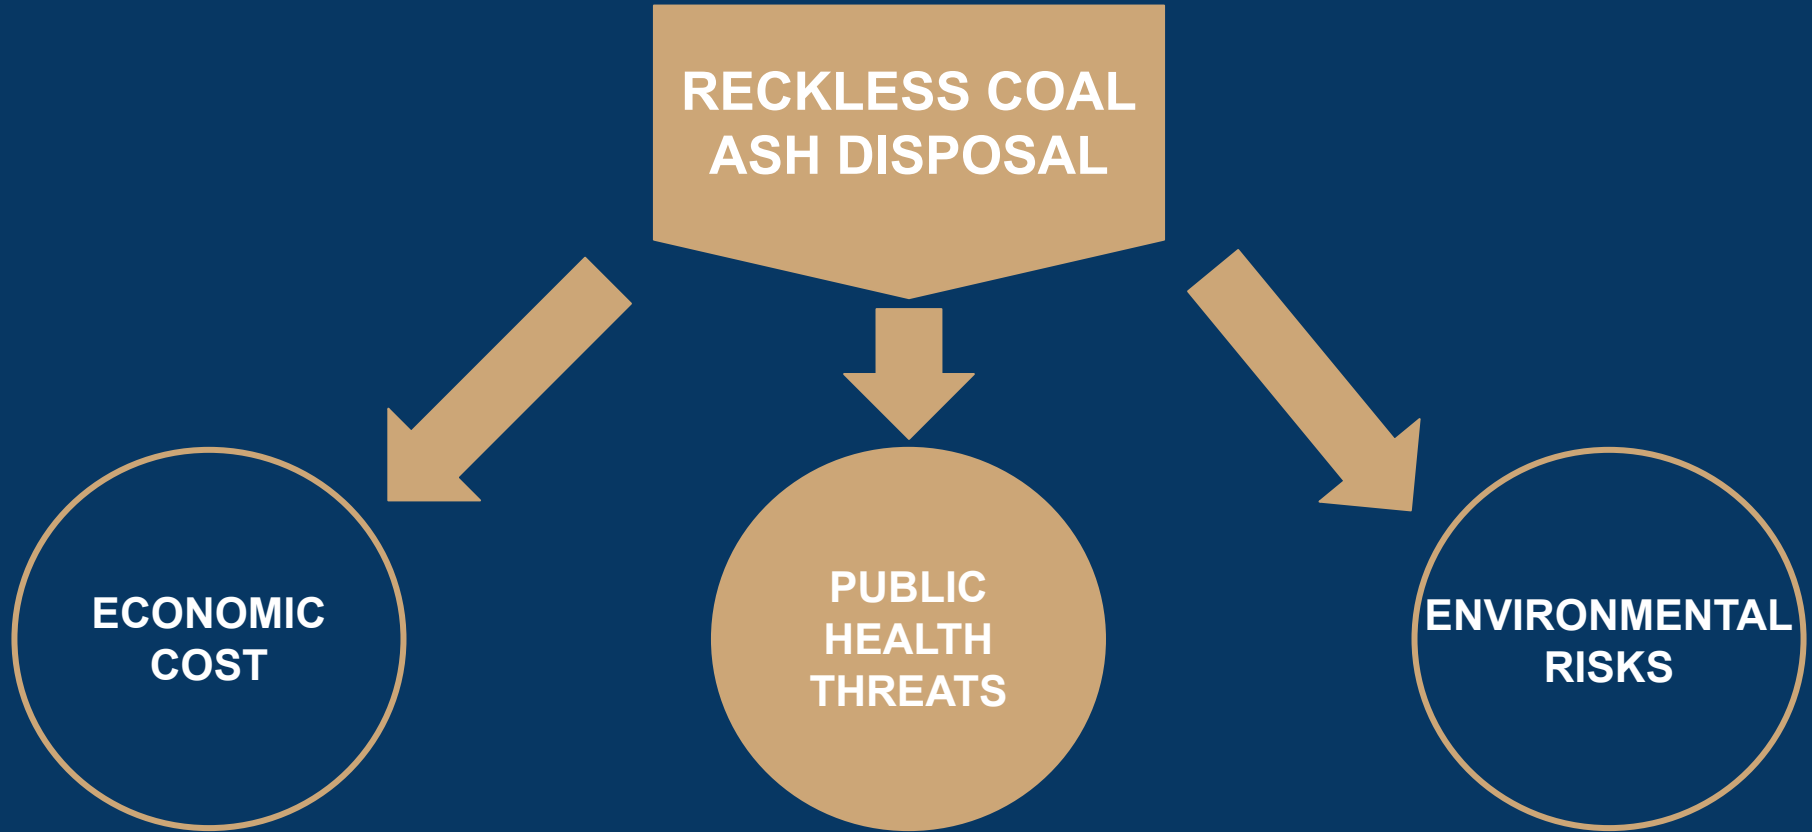 RECKLESS COAL
ASH DISPOSAL
ECONOMIC
COST
PUBLIC
HEALTH
THREATS
ENVIRONMENTAL
RISKS